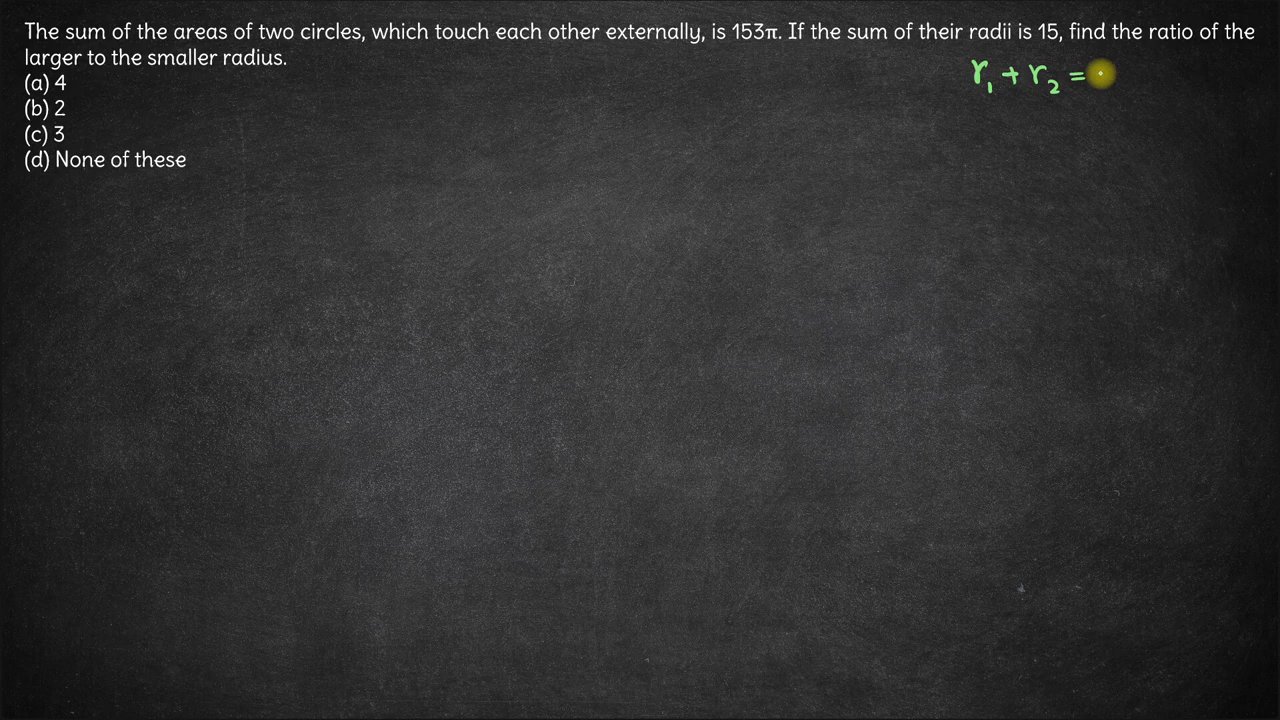 The sum of the areas of two circles, which touch each other externally, is 153π. If the sum of their radii is 15, find the ratio of the
larger to the smaller radius.
r₁ + r₂ =
(a) 4
(b) 2
(c) 3
(d) None of these